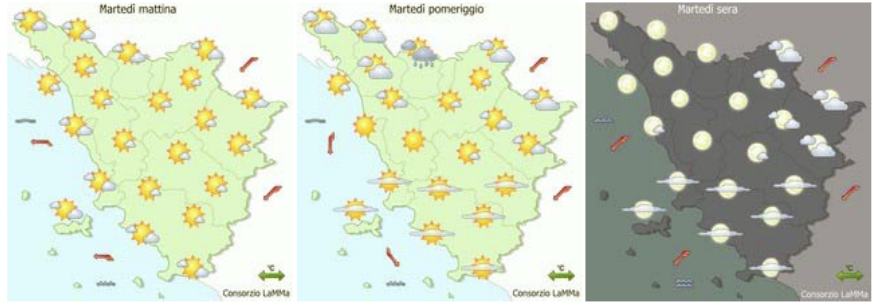 Martedì mattina
Martedì pomeriggio
Martedì sera
°C
Consorzio LaMMa
°C
Consorzio LaMMa
°C
Consorzio LaMMa